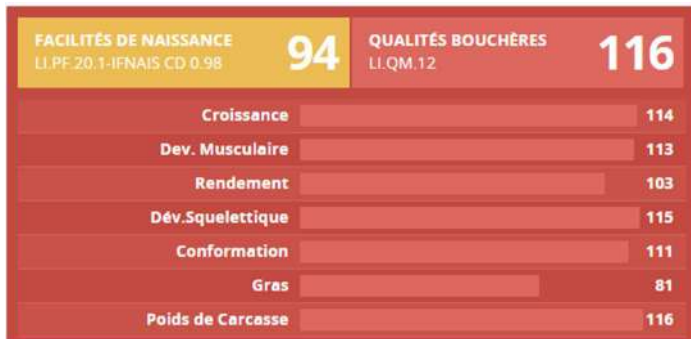 FACILITÉS DE NAISSANCE
LI.PF.20.1-IFNAIS CD 0.98
94
QUALITÉS BOUCHÈRES
LI.QM.12
116
Croissance 114
Dev. Musculaire 113
Rendement 103
Dév.Squelettique 115
Conformation 111
Gras 81
Poids de Carcasse 116